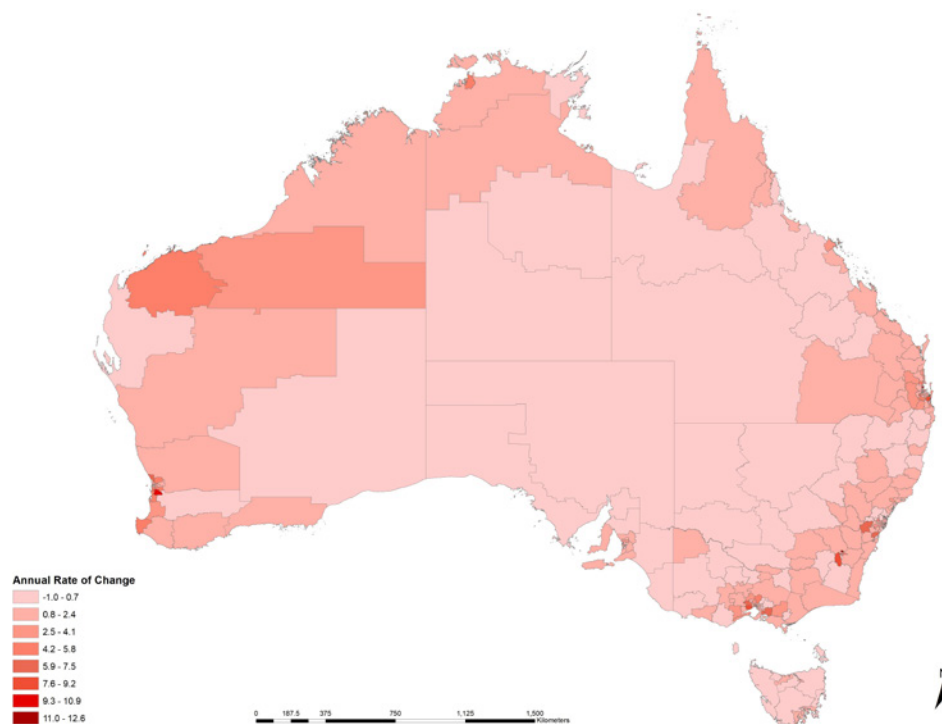 Annual Rate of Change
-1.0 - 0.7
0.8 - 2.4
2.5 - 4.1
4.2 - 5.8
5.9 - 7.5
7.6 - 9.2
9.3 - 10.9
11.0 - 12.6
0 187.5 375 750 1,125 1,500
Kilometers
N